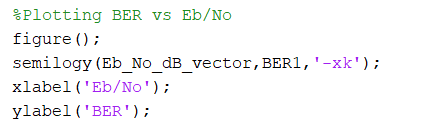 %Plotting BER vs Eb/No
figure();
semilogy(Eb_No_dB_vector,BER1,'-xk');
xlabel('Eb/No');
ylabel('BER');